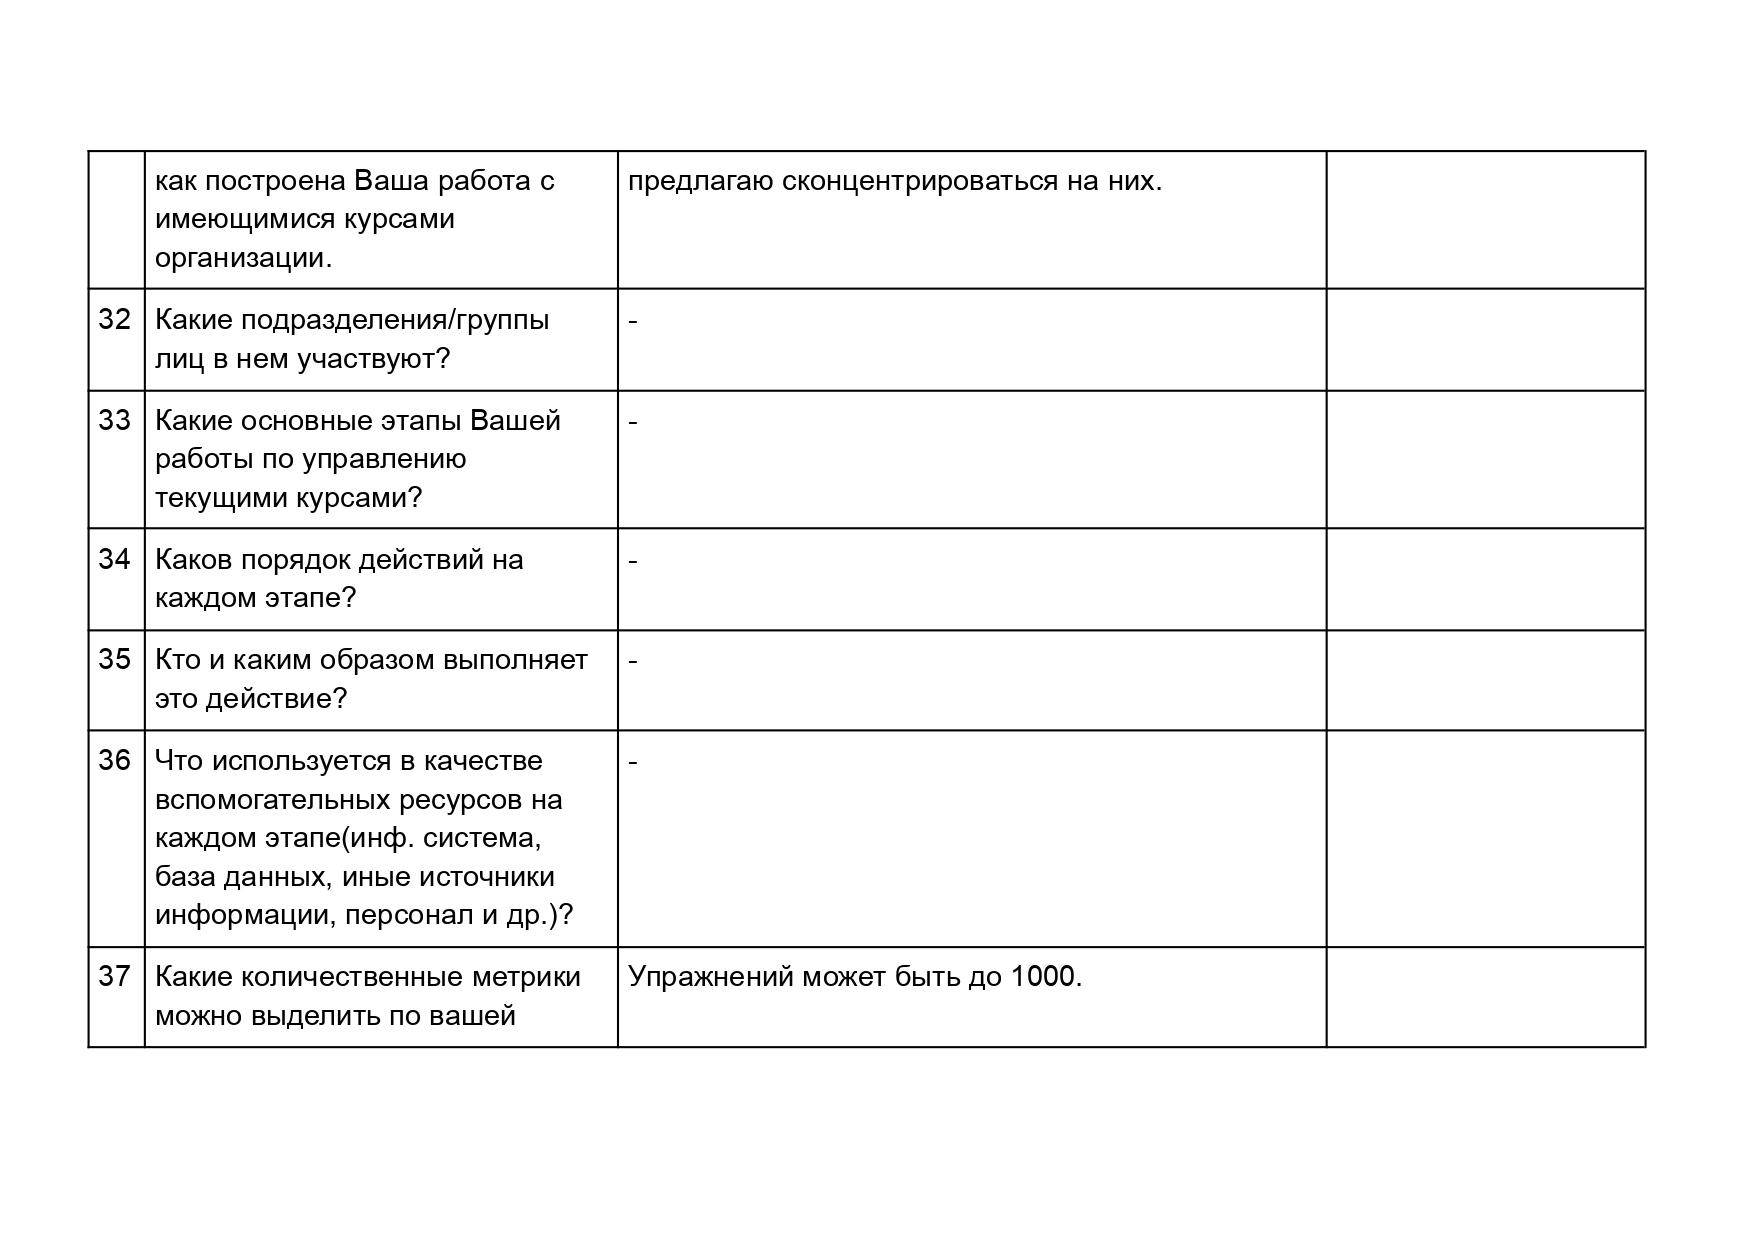 как построена Ваша работа с
имеющимися курсами
организации.
предлагаю сконцентрироваться на них.
32
Какие подразделения/группы
лиц в нем участвуют?
-
33
Какие основные этапы Вашей
работы по управлению
текущими курсами?
-
34
Каков порядок действий на
каждом этапе?
-
35
Кто и каким образом выполняет
это действие?
-
36
Что используется в качестве
вспомогательных ресурсов на
каждом этапе(инф. система,
база данных, иные источники
информации, персонал и др.)?
-
37
Какие количественные метрики
можно выделить по вашей
Упражнений может быть до 1000.